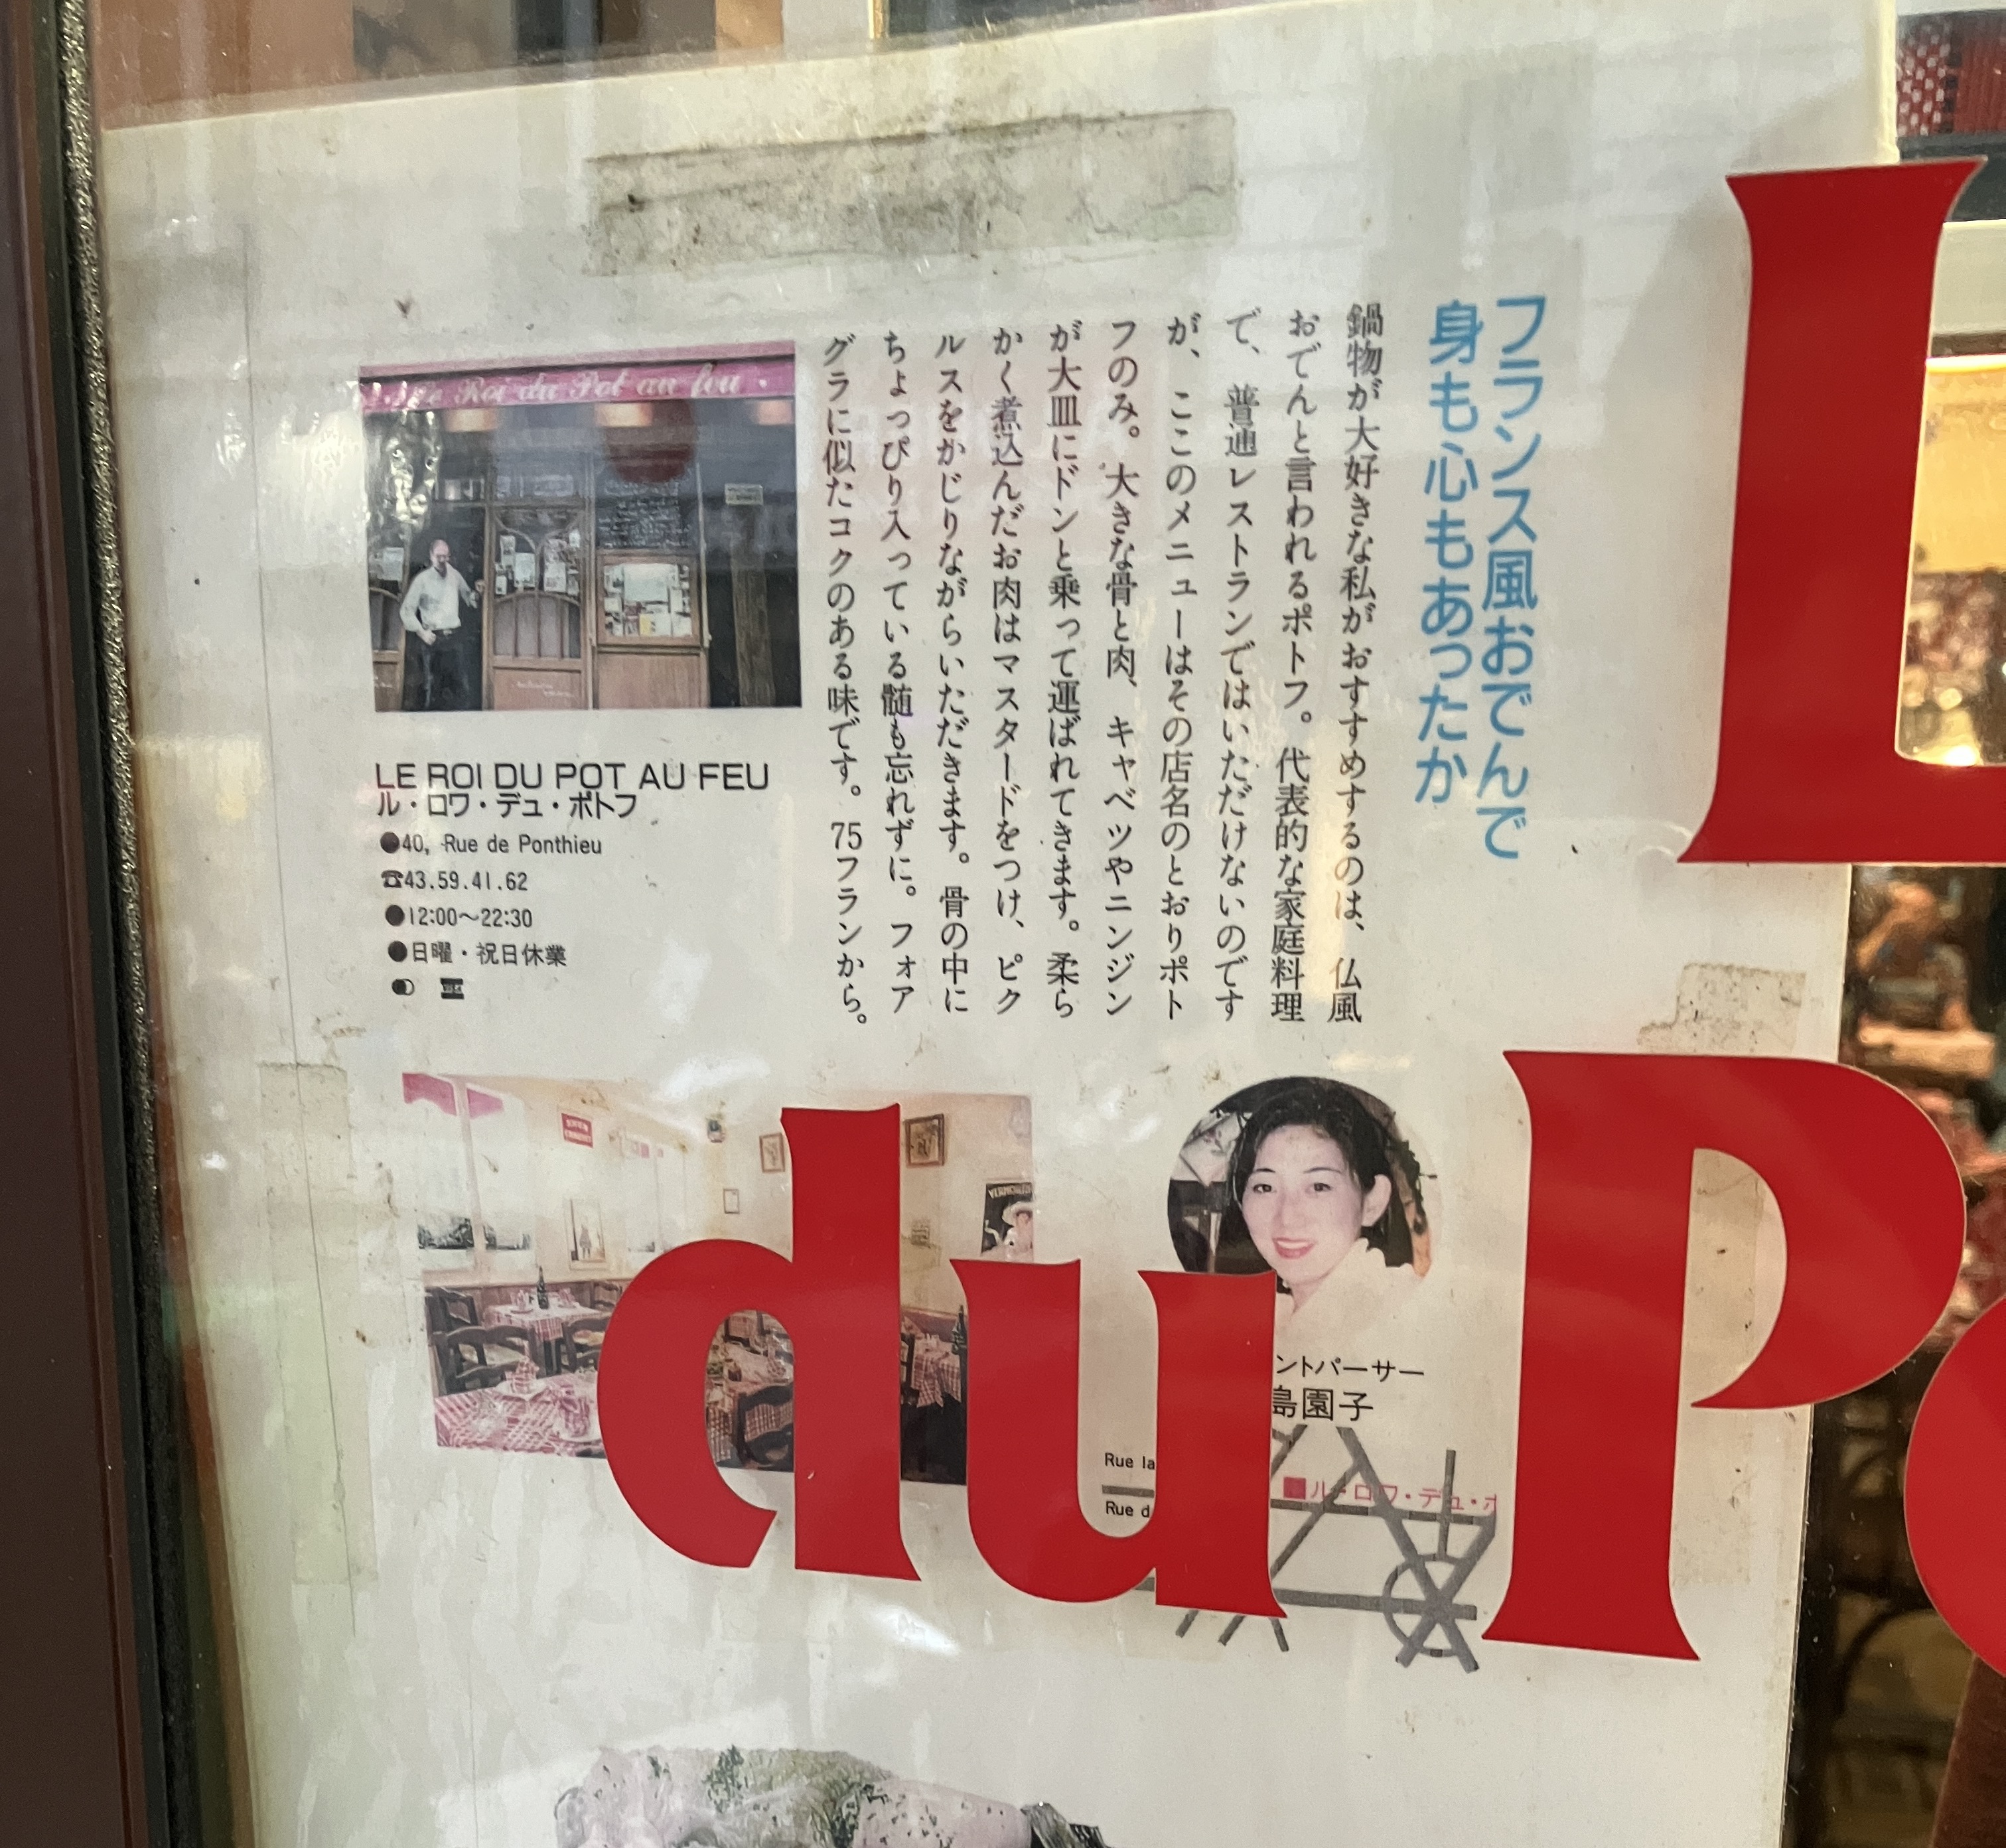 フランス風おでんで
身も心もあったか
鍋物が大好きな私がおすすめするのは、仏風
おでんと言われるポトフ。代表的な家庭料理
で、普通レストランではいただけないのです
が、ここのメニューはその店名のとおりポト
フのみ。大きな骨と肉、キャベツやニンジン
が大皿にドンと乗って運ばれてきます。柔ら
かく煮込んだお肉はマスタードをつけ、ピク
ルスをかじりながらいただきます。骨の中に
ちょっぴり入っている髄も忘れずに。フォア
グラに似たコクのある味です。75フランから。
Le Roi du Pot au feu
LE ROI DU POT AU FEU
ル・ロワ・デュ・ポトフ
●40, Rue de Ponthieu
☎43.59.41.62
●12:00〜22:30
●日曜・祝日休業
ントパーサー
島園子
Rue la
Rue d
■ル・ロワ・デュ・ポ
L
du P